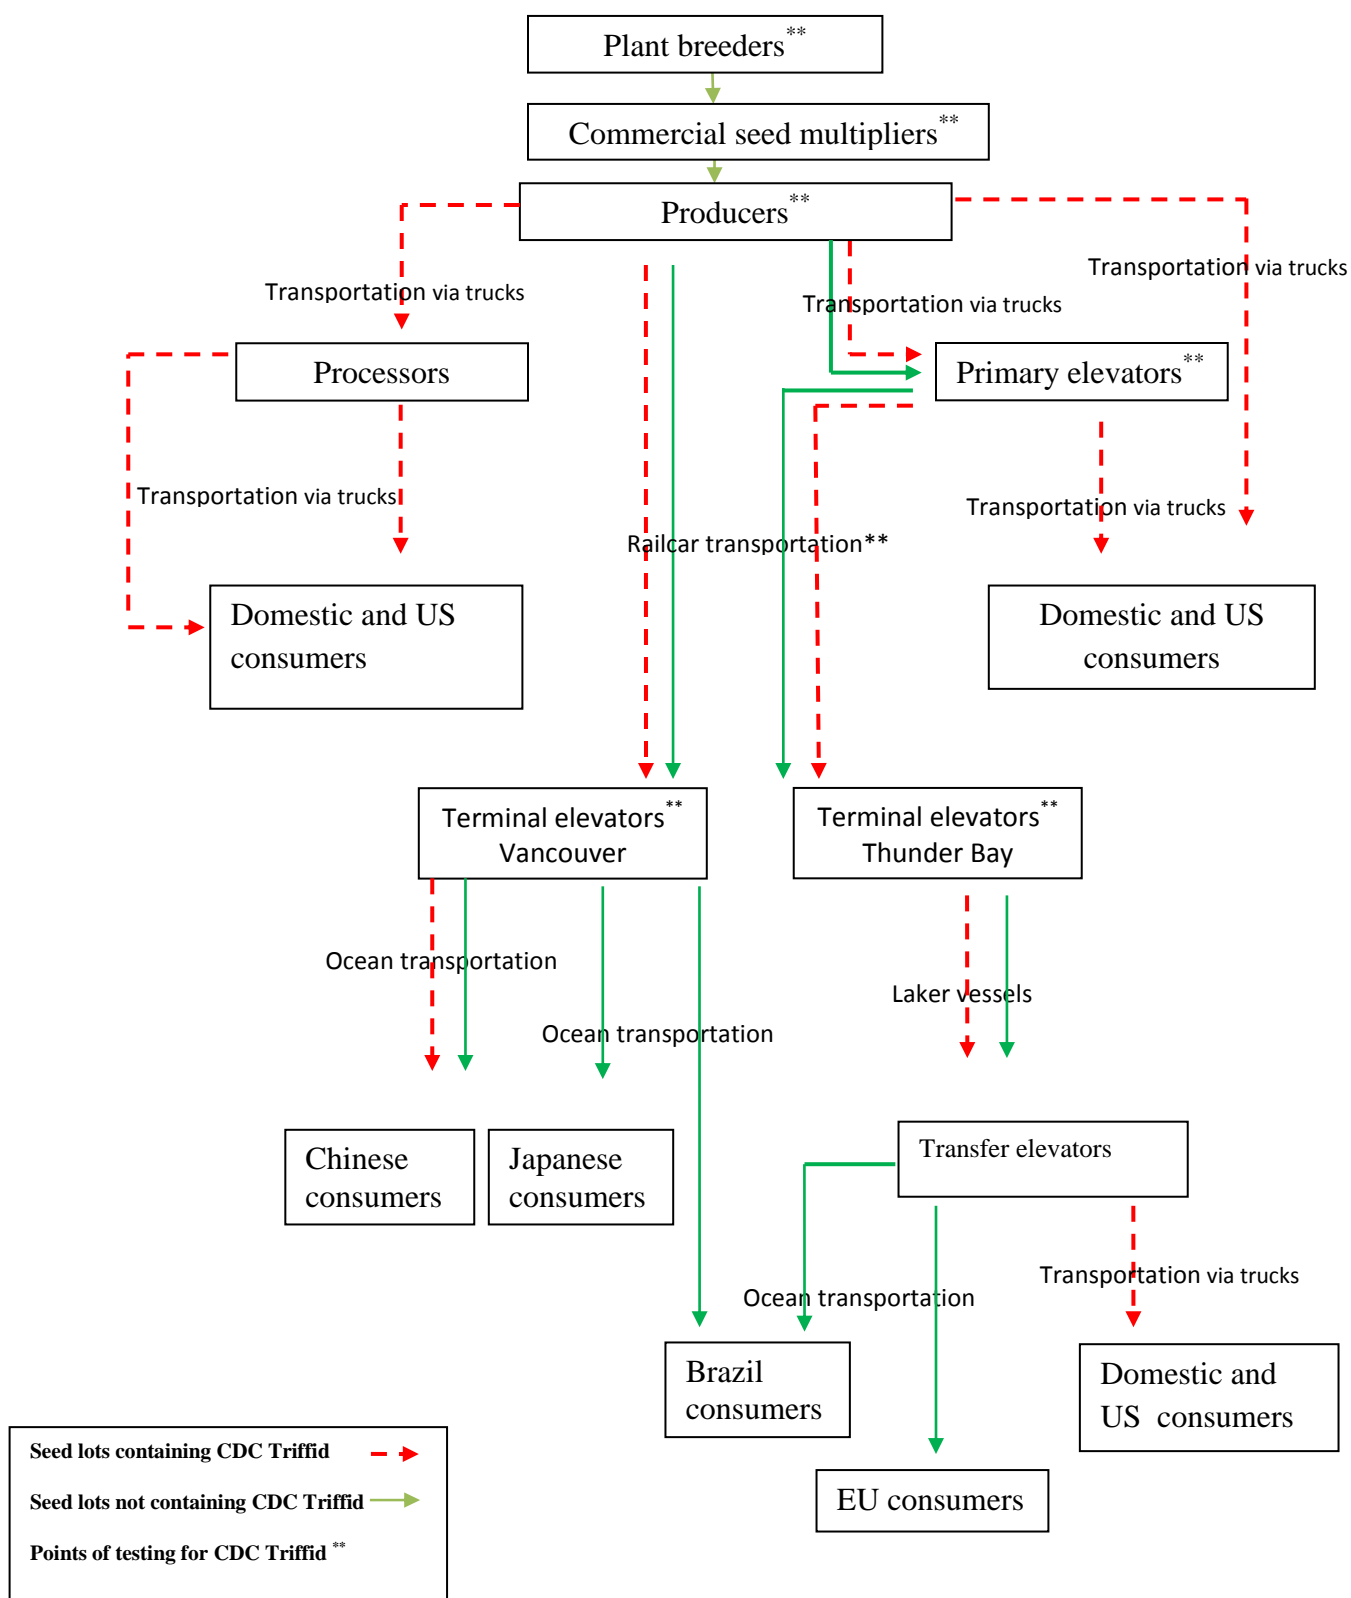 Plant breeders**
Commercial seed multipliers**
Producers**
Transportation via trucks
Transportation via trucks
Transportation via trucks
Processors
Primary elevators**
Transportation via trucks
Transportation via trucks
Railcar transportation**
Domestic and US
consumers
Domestic and US
consumers
Terminal elevators**
Vancouver
Terminal elevators**
Thunder Bay
Ocean transportation
Laker vessels
Ocean transportation
Chinese
consumers
Japanese
consumers
Transfer elevators
Transportation via trucks
Ocean transportation
Brazil
consumers
Domestic and
US consumers
EU consumers
Seed lots containing CDC Triffid
Seed lots not containing CDC Triffid
Points of testing for CDC Triffid **